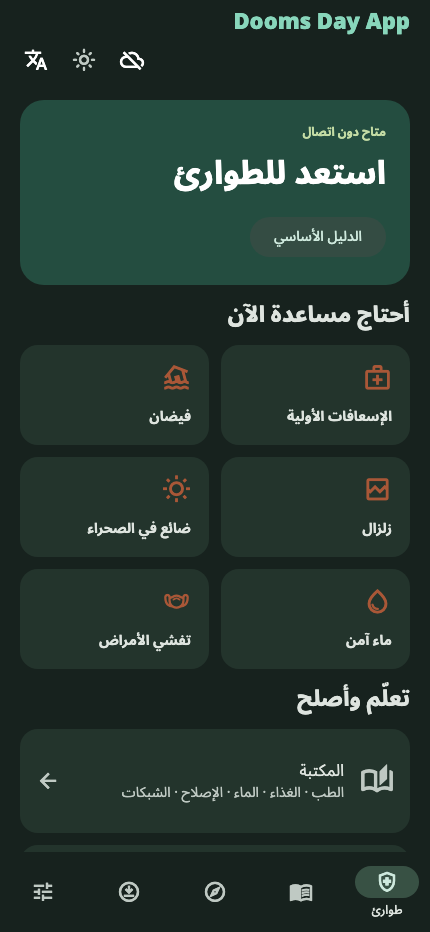 Dooms Day App
متاح دون اتصال
استعد للطوارئ
الدليل الأساسي
أحتاج مساعدة الآن
الإسعافات الأولية
فيضان
زلزال
ضائع في الصحراء
ماء آمن
تفشي الأمراض
تعلّم وأصلح
المكتبة
الطب · الغذاء · الماء · الإصلاح · الشبكات
طوارئ